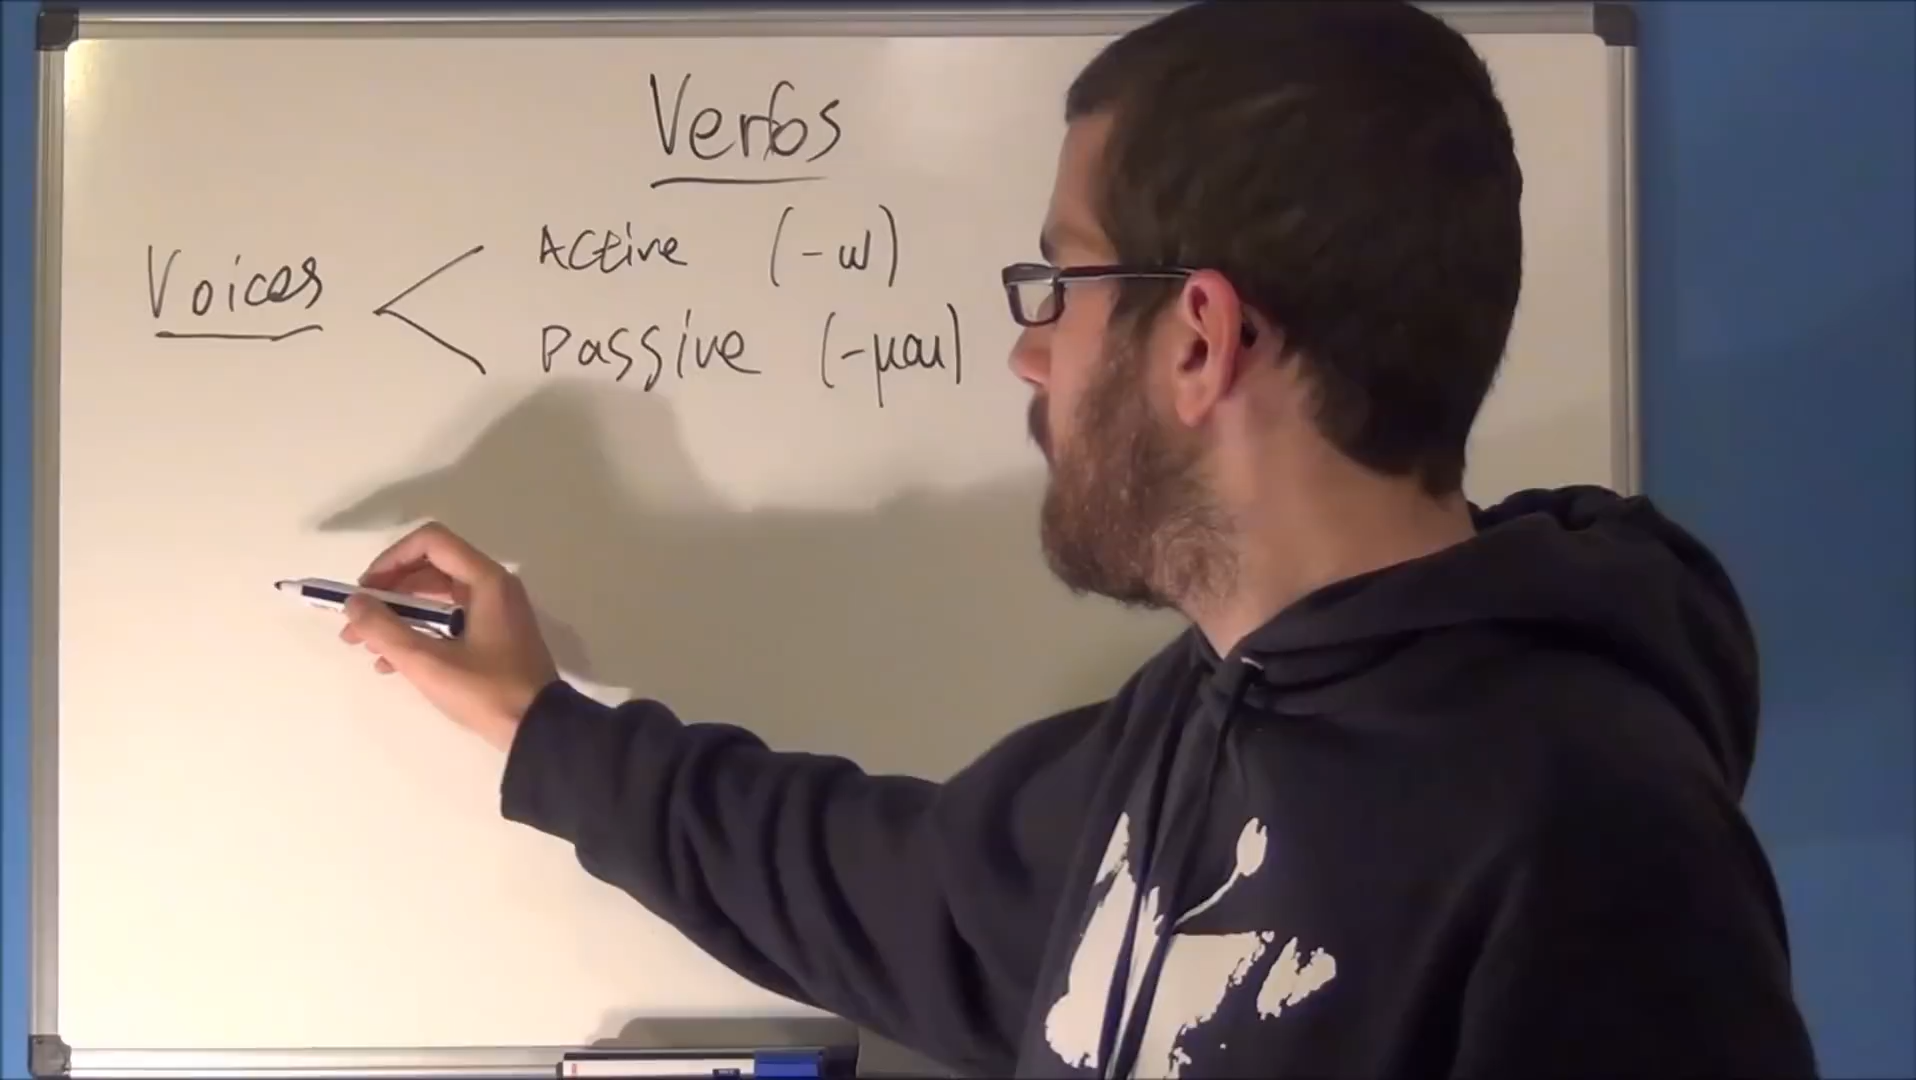 Verbs
Voices
Active (-ω)
Passive (-μαι)